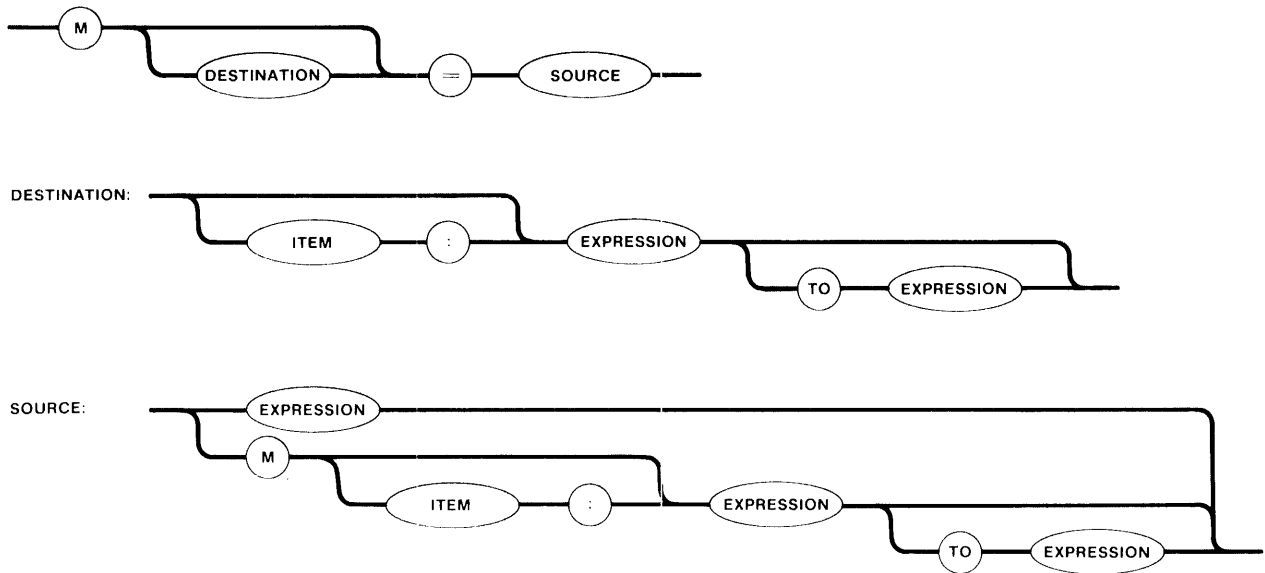 M
DESTINATION = SOURCE
DESTINATION:
ITEM : EXPRESSION
TO EXPRESSION
SOURCE: EXPRESSION
M
ITEM : EXPRESSION
TO EXPRESSION